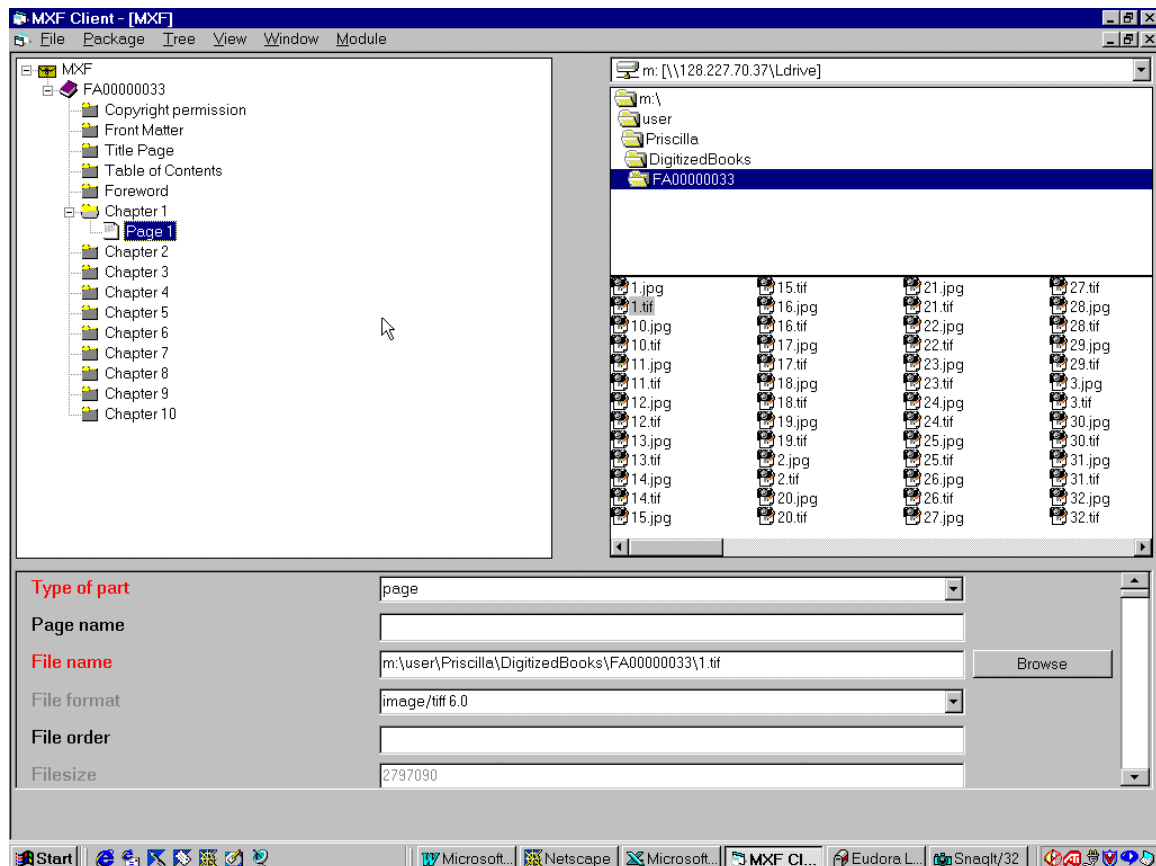 MXF Client - [MXF]
File Package Tree View Window Module
MXF
FA00000033
Copyright permission
Front Matter
Title Page
Table of Contents
Foreword
Chapter 1
Page 1
Chapter 2
Chapter 3
Chapter 4
Chapter 5
Chapter 6
Chapter 7
Chapter 8
Chapter 9
Chapter 10
m: [\\128.227.70.37\Ldrive]
m:\
user
Priscilla
DigitizedBooks
FA00000033
1.jpg 15.tif 21.jpg 27.tif
1.tif 16.jpg 21.tif 28.jpg
10.jpg 16.tif 22.jpg 28.tif
10.tif 17.jpg 22.tif 29.jpg
11.jpg 17.tif 23.jpg 29.tif
11.tif 18.jpg 23.tif 3.jpg
12.jpg 18.tif 24.jpg 3.tif
12.tif 19.jpg 24.tif 30.jpg
13.jpg 19.tif 25.jpg 30.tif
13.tif 2.jpg 25.tif 31.jpg
14.jpg 2.tif 26.jpg 31.tif
14.tif 20.jpg 26.tif 32.jpg
15.jpg 20.tif 27.jpg 32.tif
Type of part page
Page name
File name m:\user\Priscilla\DigitizedBooks\FA00000033\1.tif Browse
File format image/tiff 6.0
File order
Filesize 2797090
Start Microsoft... Netscape Microsoft... MXF Cl... Eudora L... SnagIt/32